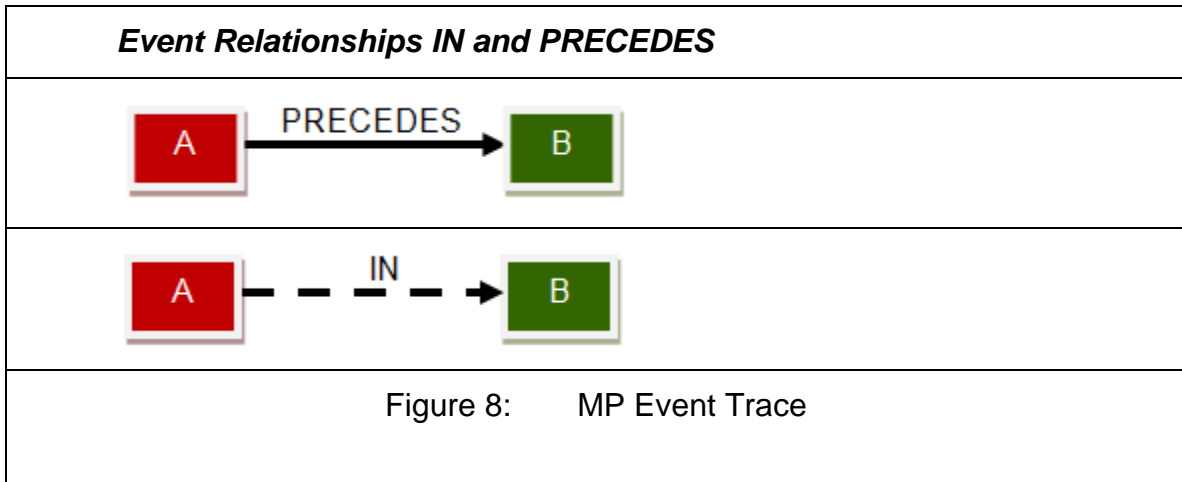 Event Relationships IN and PRECEDES
A PRECEDES B
A IN B
Figure 8: MP Event Trace